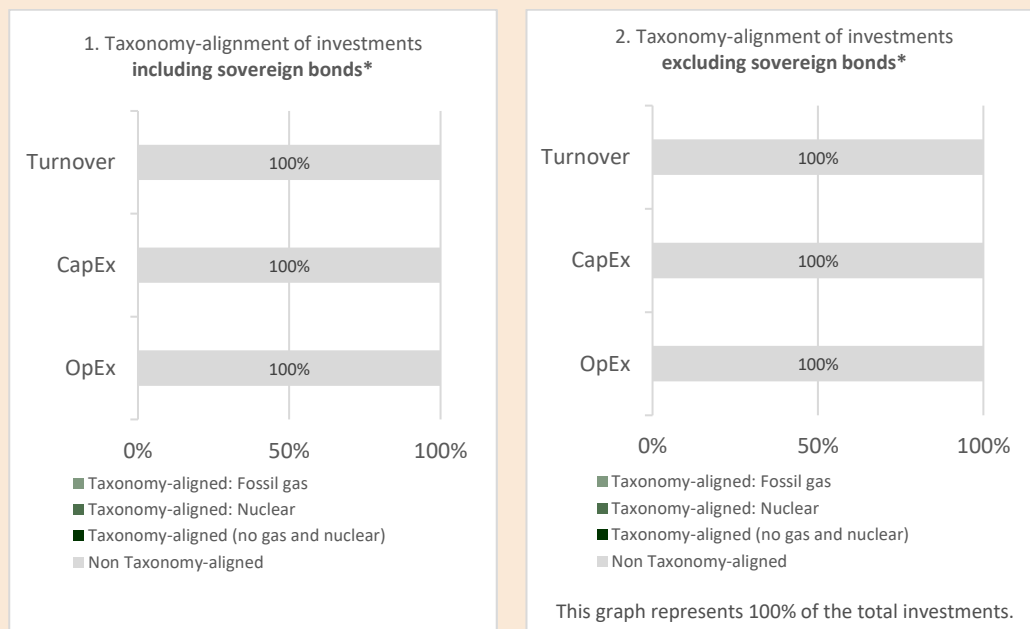 1. Taxonomy-alignment of investments
including sovereign bonds*
Turnover
100%
CapEx
100%
OpEx
100%
0%
50%
100%
Taxonomy-aligned: Fossil gas
Taxonomy-aligned: Nuclear
Taxonomy-aligned (no gas and nuclear)
Non Taxonomy-aligned
2. Taxonomy-alignment of investments
excluding sovereign bonds*
Turnover
100%
CapEx
100%
OpEx
100%
0%
50%
100%
Taxonomy-aligned: Fossil gas
Taxonomy-aligned: Nuclear
Taxonomy-aligned (no gas and nuclear)
Non Taxonomy-aligned
This graph represents 100% of the total investments.